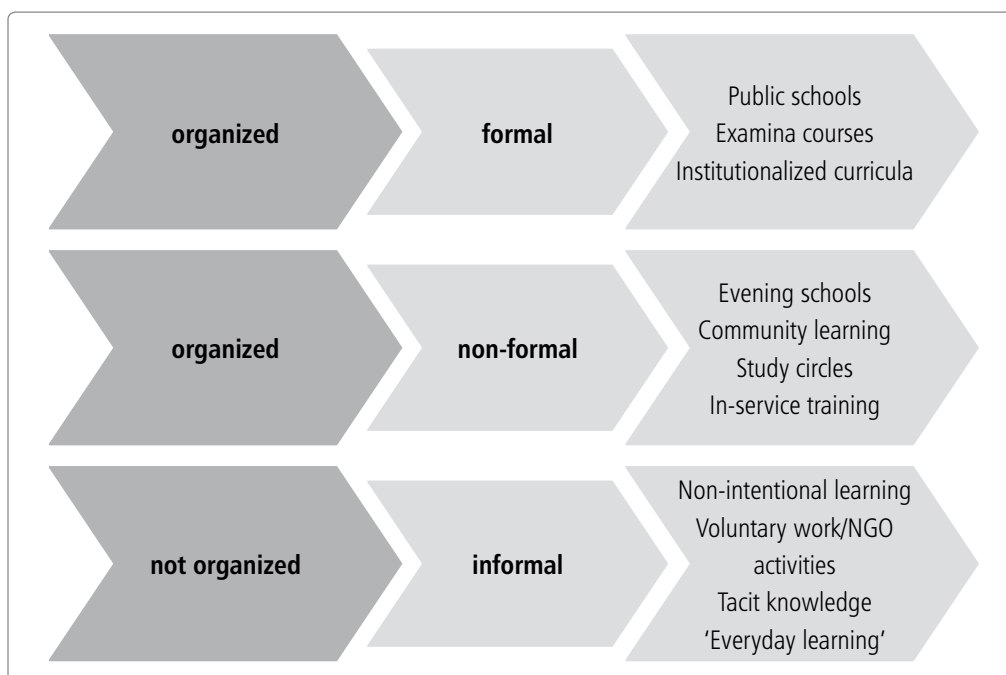 organized
formal
Public schools
Examina courses
Institutionalized curricula
organized
non-formal
Evening schools
Community learning
Study circles
In-service training
not organized
informal
Non-intentional learning
Voluntary work/NGO
activities
Tacit knowledge
‘Everyday learning’